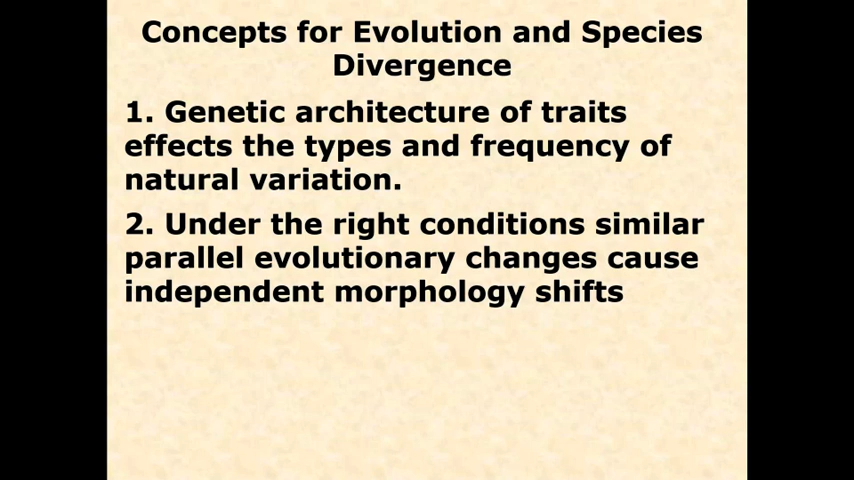 Concepts for Evolution and Species
Divergence
1. Genetic architecture of traits
effects the types and frequency of
natural variation.
2. Under the right conditions similar
parallel evolutionary changes cause
independent morphology shifts